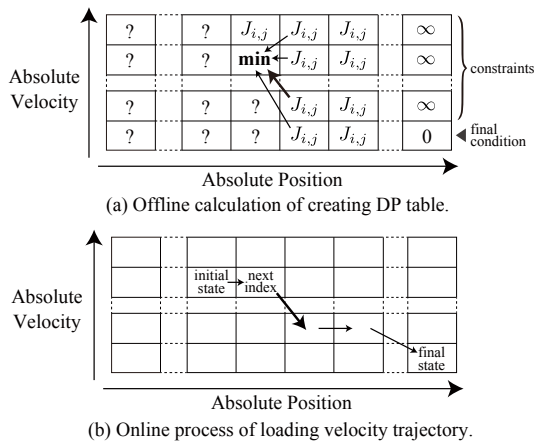 ? ? J_{i,j} J_{i,j} J_{i,j} ∞
? ? min J_{i,j} J_{i,j} ∞
constraints
Absolute
Velocity
? ? ? J_{i,j} J_{i,j} ∞
? ? ? J_{i,j} J_{i,j} 0
final
condition
Absolute Position
(a) Offline calculation of creating DP table.
initial
state
next
index
Absolute
Velocity
final
state
Absolute Position
(b) Online process of loading velocity trajectory.